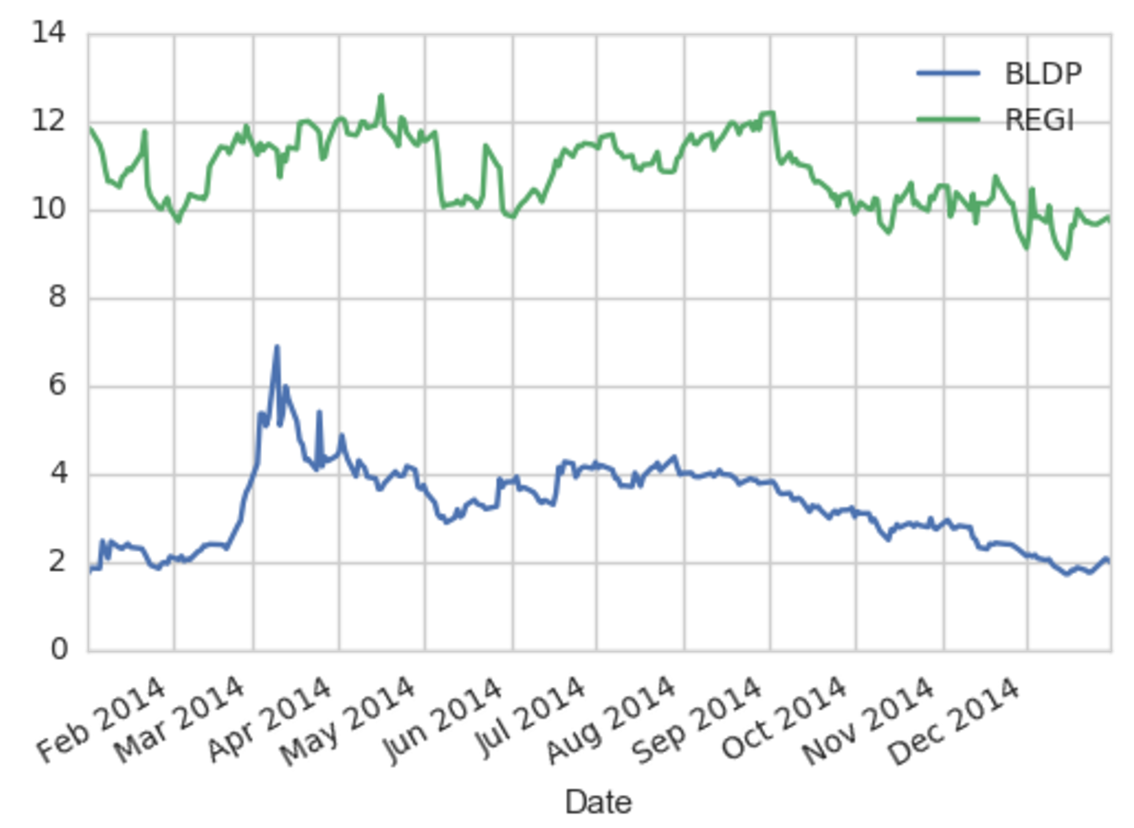 14
12
10
8
6
4
2
0
BLDP
REGI
Feb 2014
Mar 2014
Apr 2014
May 2014
Jun 2014
Jul 2014
Aug 2014
Sep 2014
Oct 2014
Nov 2014
Dec 2014
Date